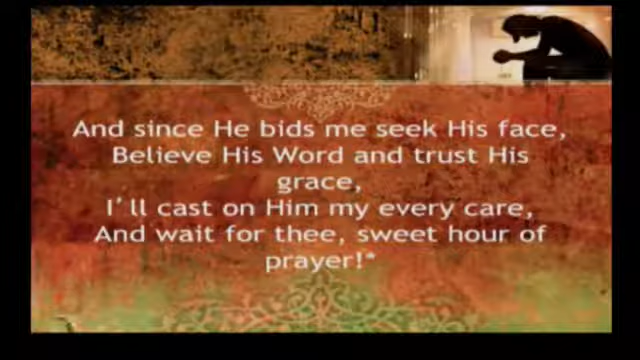 And since He bids me seek His face,
Believe His Word and trust His
grace,
I'll cast on Him my every care,
And wait for thee, sweet hour of
prayer!*